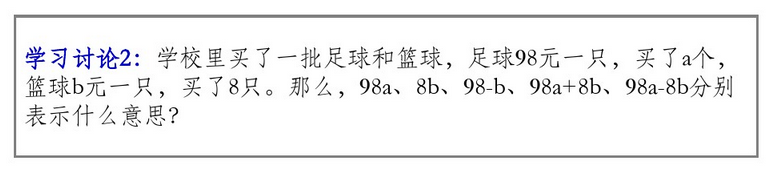 学习讨论2：学校里买了一批足球和篮球，足球98元一只，买了a个，
篮球b元一只，买了8只。那么，98a、8b、98-b、98a+8b、98a-8b分别
表示什么意思？